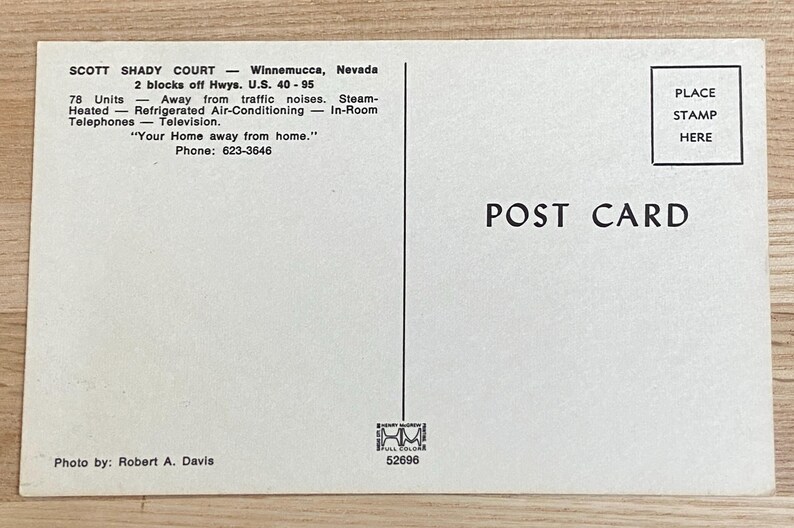 SCOTT SHADY COURT — Winnemucca, Nevada
2 blocks off Hwys. U.S. 40 - 95
78 Units — Away from traffic noises. Steam-
Heated — Refrigerated Air-Conditioning — In-Room
Telephones — Television.
"Your Home away from home."
Phone: 623-3646
PLACE
STAMP
HERE
POST CARD
HENRY McGREW
HM
FULL COLOR
52696
Photo by: Robert A. Davis